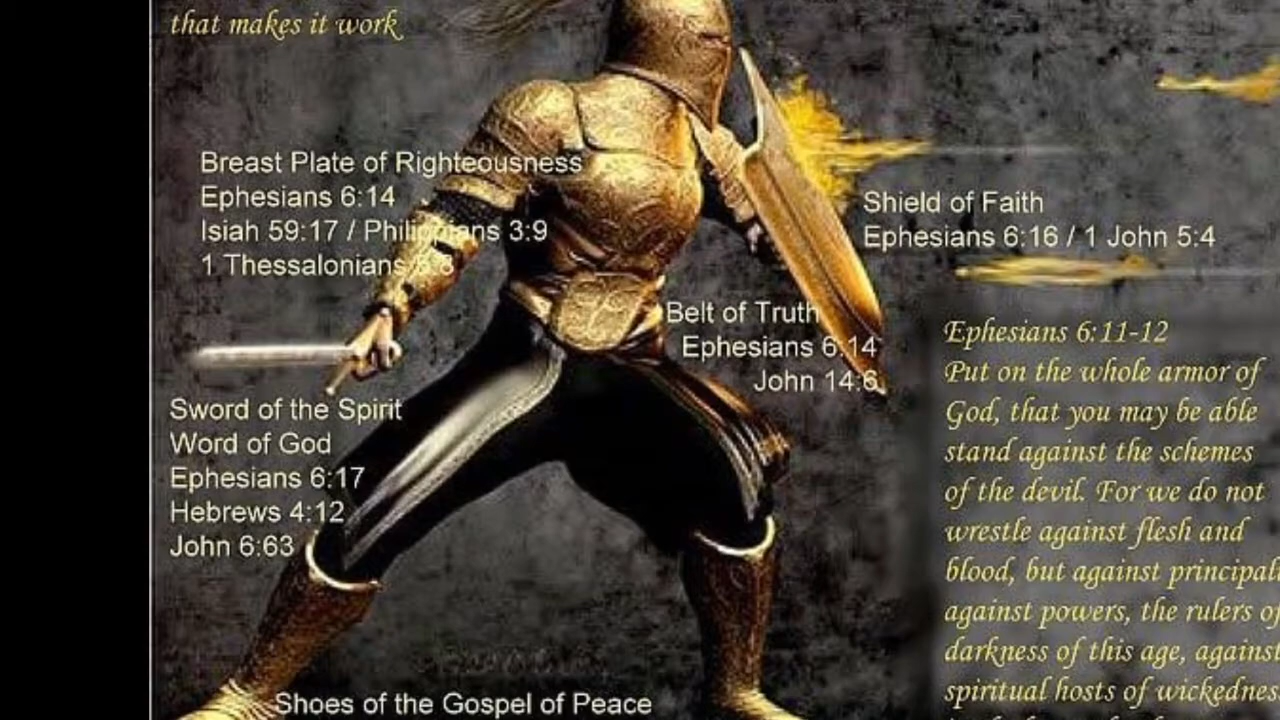 that makes it work
Breast Plate of Righteousness
Ephesians 6:14
Isiah 59:17 / Philippians 3:9
1 Thessalonians 5:8
Shield of Faith
Ephesians 6:16 / 1 John 5:4
Belt of Truth
Ephesians 6:14
John 14:6
Sword of the Spirit
Word of God
Ephesians 6:17
Hebrews 4:12
John 6:63
Shoes of the Gospel of Peace
Ephesians 6:11-12
Put on the whole armor of
God, that you may be able
stand against the schemes
of the devil. For we do not
wrestle against flesh and
blood, but against principali
against powers, the rulers of
darkness of this age, against
spiritual hosts of wickednes